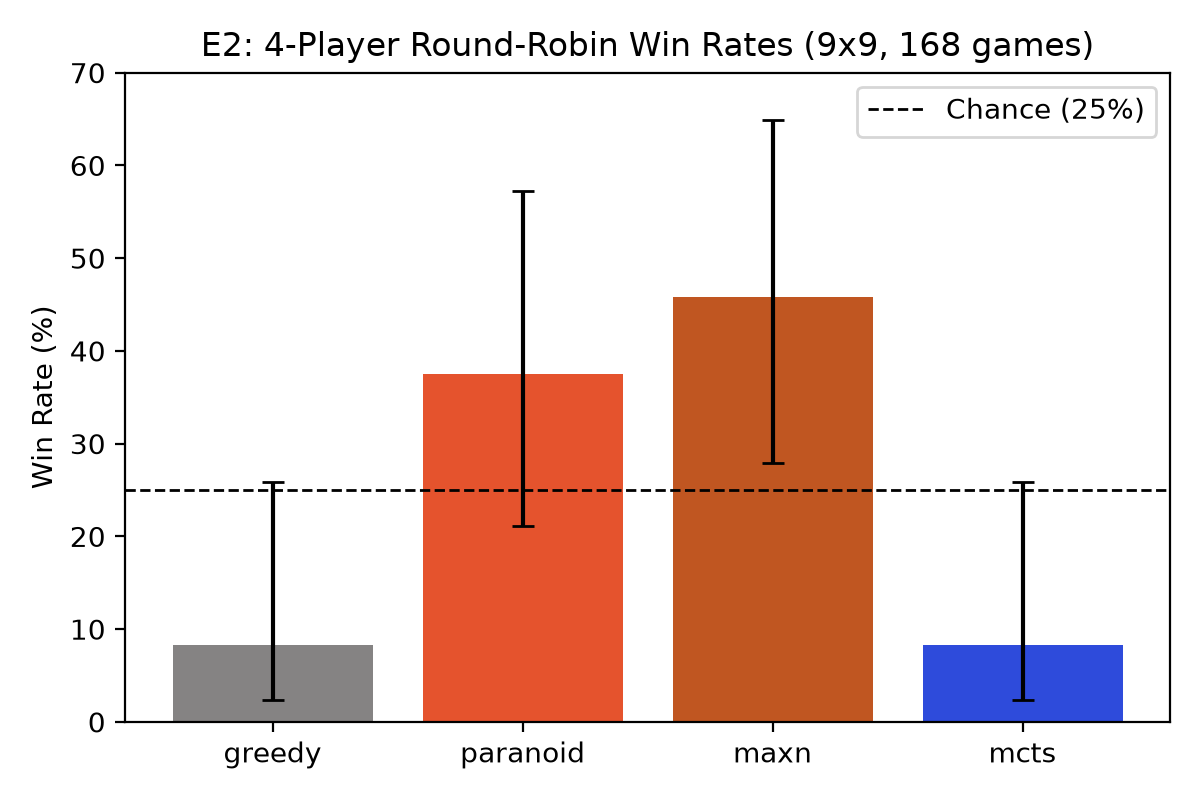 E2: 4-Player Round-Robin Win Rates (9x9, 168 games)
Chance (25%)
Win Rate (%)
70
60
50
40
30
20
10
0
greedy paranoid maxn mcts